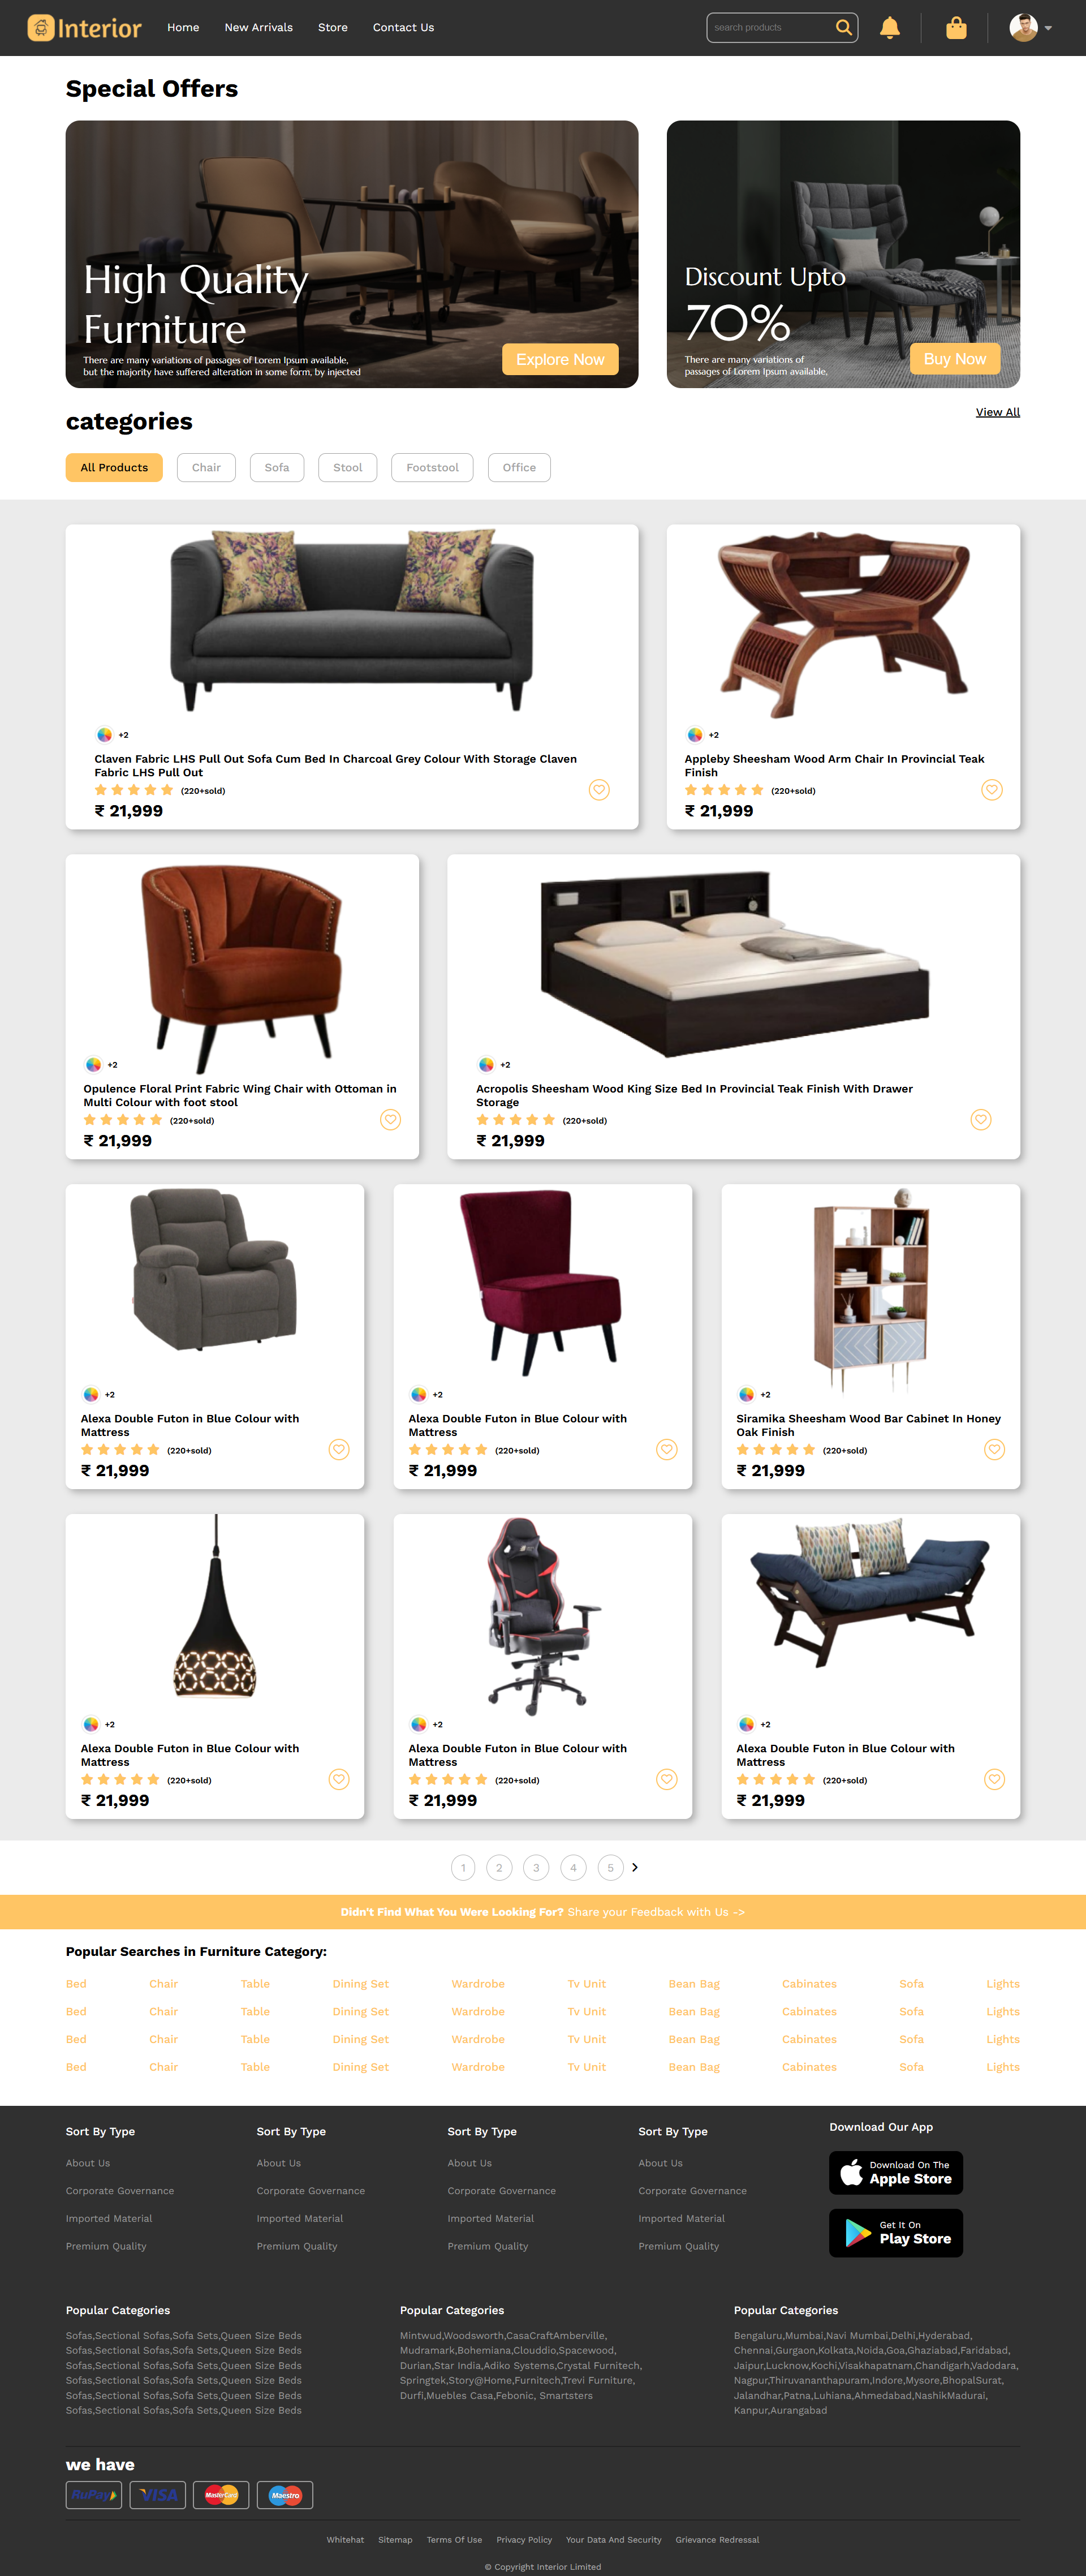 Interior
Home
New Arrivals
Store
Contact Us
search products
Special Offers
High Quality
Furniture
There are many variations of passages of Lorem Ipsum available,
but the majority have suffered alteration in some form, by injected
Explore Now
Discount Upto
70%
There are many variations of
passages of Lorem Ipsum available,
Buy Now
categories
View All
All Products
Chair
Sofa
Stool
Footstool
Office
+2
Claven Fabric LHS Pull Out Sofa Cum Bed In Charcoal Grey Colour With Storage Claven
Fabric LHS Pull Out
(220+sold)
₹ 21,999
+2
Appleby Sheesham Wood Arm Chair In Provincial Teak
Finish
(220+sold)
₹ 21,999
+2
Opulence Floral Print Fabric Wing Chair with Ottoman in
Multi Colour with foot stool
(220+sold)
₹ 21,999
+2
Acropolis Sheesham Wood King Size Bed In Provincial Teak Finish With Drawer
Storage
(220+sold)
₹ 21,999
+2
Alexa Double Futon in Blue Colour with
Mattress
(220+sold)
₹ 21,999
+2
Alexa Double Futon in Blue Colour with
Mattress
(220+sold)
₹ 21,999
+2
Siramika Sheesham Wood Bar Cabinet In Honey
Oak Finish
(220+sold)
₹ 21,999
+2
Alexa Double Futon in Blue Colour with
Mattress
(220+sold)
₹ 21,999
+2
Alexa Double Futon in Blue Colour with
Mattress
(220+sold)
₹ 21,999
+2
Alexa Double Futon in Blue Colour with
Mattress
(220+sold)
₹ 21,999
1 2 3 4 5
Didn't Find What You Were Looking For? Share your Feedback with Us ->
Popular Searches in Furniture Category:
Bed Chair Table Dining Set Wardrobe Tv Unit Bean Bag Cabinates Sofa Lights
Bed Chair Table Dining Set Wardrobe Tv Unit Bean Bag Cabinates Sofa Lights
Bed Chair Table Dining Set Wardrobe Tv Unit Bean Bag Cabinates Sofa Lights
Bed Chair Table Dining Set Wardrobe Tv Unit Bean Bag Cabinates Sofa Lights
Sort By Type
About Us
Corporate Governance
Imported Material
Premium Quality
Sort By Type
About Us
Corporate Governance
Imported Material
Premium Quality
Sort By Type
About Us
Corporate Governance
Imported Material
Premium Quality
Sort By Type
About Us
Corporate Governance
Imported Material
Premium Quality
Download Our App
Download On The
Apple Store
Get It On
Play Store
Popular Categories
Sofas,Sectional Sofas,Sofa Sets,Queen Size Beds
Sofas,Sectional Sofas,Sofa Sets,Queen Size Beds
Sofas,Sectional Sofas,Sofa Sets,Queen Size Beds
Sofas,Sectional Sofas,Sofa Sets,Queen Size Beds
Sofas,Sectional Sofas,Sofa Sets,Queen Size Beds
Sofas,Sectional Sofas,Sofa Sets,Queen Size Beds
Popular Categories
Mintwud,Woodsworth,CasaCraftAmberville,
Mudramark,Bohemiana,Clouddio,Spacewood,
Durian,Star India,Adiko Systems,Crystal Furnitech,
Springtek,Story@Home,Furnitech,Trevi Furniture,
Durfi,Muebles Casa,Febonic, Smartsters
Popular Categories
Bengaluru,Mumbai,Navi Mumbai,Delhi,Hyderabad,
Chennai,Gurgaon,Kolkata,Noida,Goa,Ghaziabad,Faridabad,
Jaipur,Lucknow,Kochi,Visakhapatnam,Chandigarh,Vadodara,
Nagpur,Thiruvananthapuram,Indore,Mysore,BhopalSurat,
Jalandhar,Patna,Luhiana,Ahmedabad,NashikMadurai,
Kanpur,Aurangabad
we have
RuPay
VISA
MasterCard
Maestro
Whitehat
Sitemap
Terms Of Use
Privacy Policy
Your Data And Security
Grievance Redressal
© Copyright Interior Limited